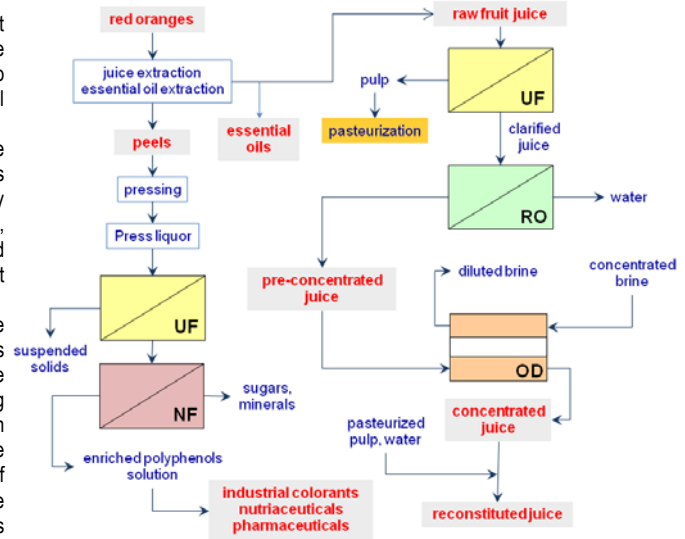 red oranges
juice extraction
essential oil extraction
peels
essential
oils
pressing
Press liquor
UF
suspended
solids
NF
sugars,
minerals
enriched polyphenols
solution
industrial colorants
nutriaceuticals
pharmaceuticals
raw fruit juice
UF
pulp
pasteurization
clarified
juice
RO
water
pre-concentrated
juice
diluted brine
concentrated
brine
OD
concentrated
juice
pasteurized
pulp, water
reconstituted juice